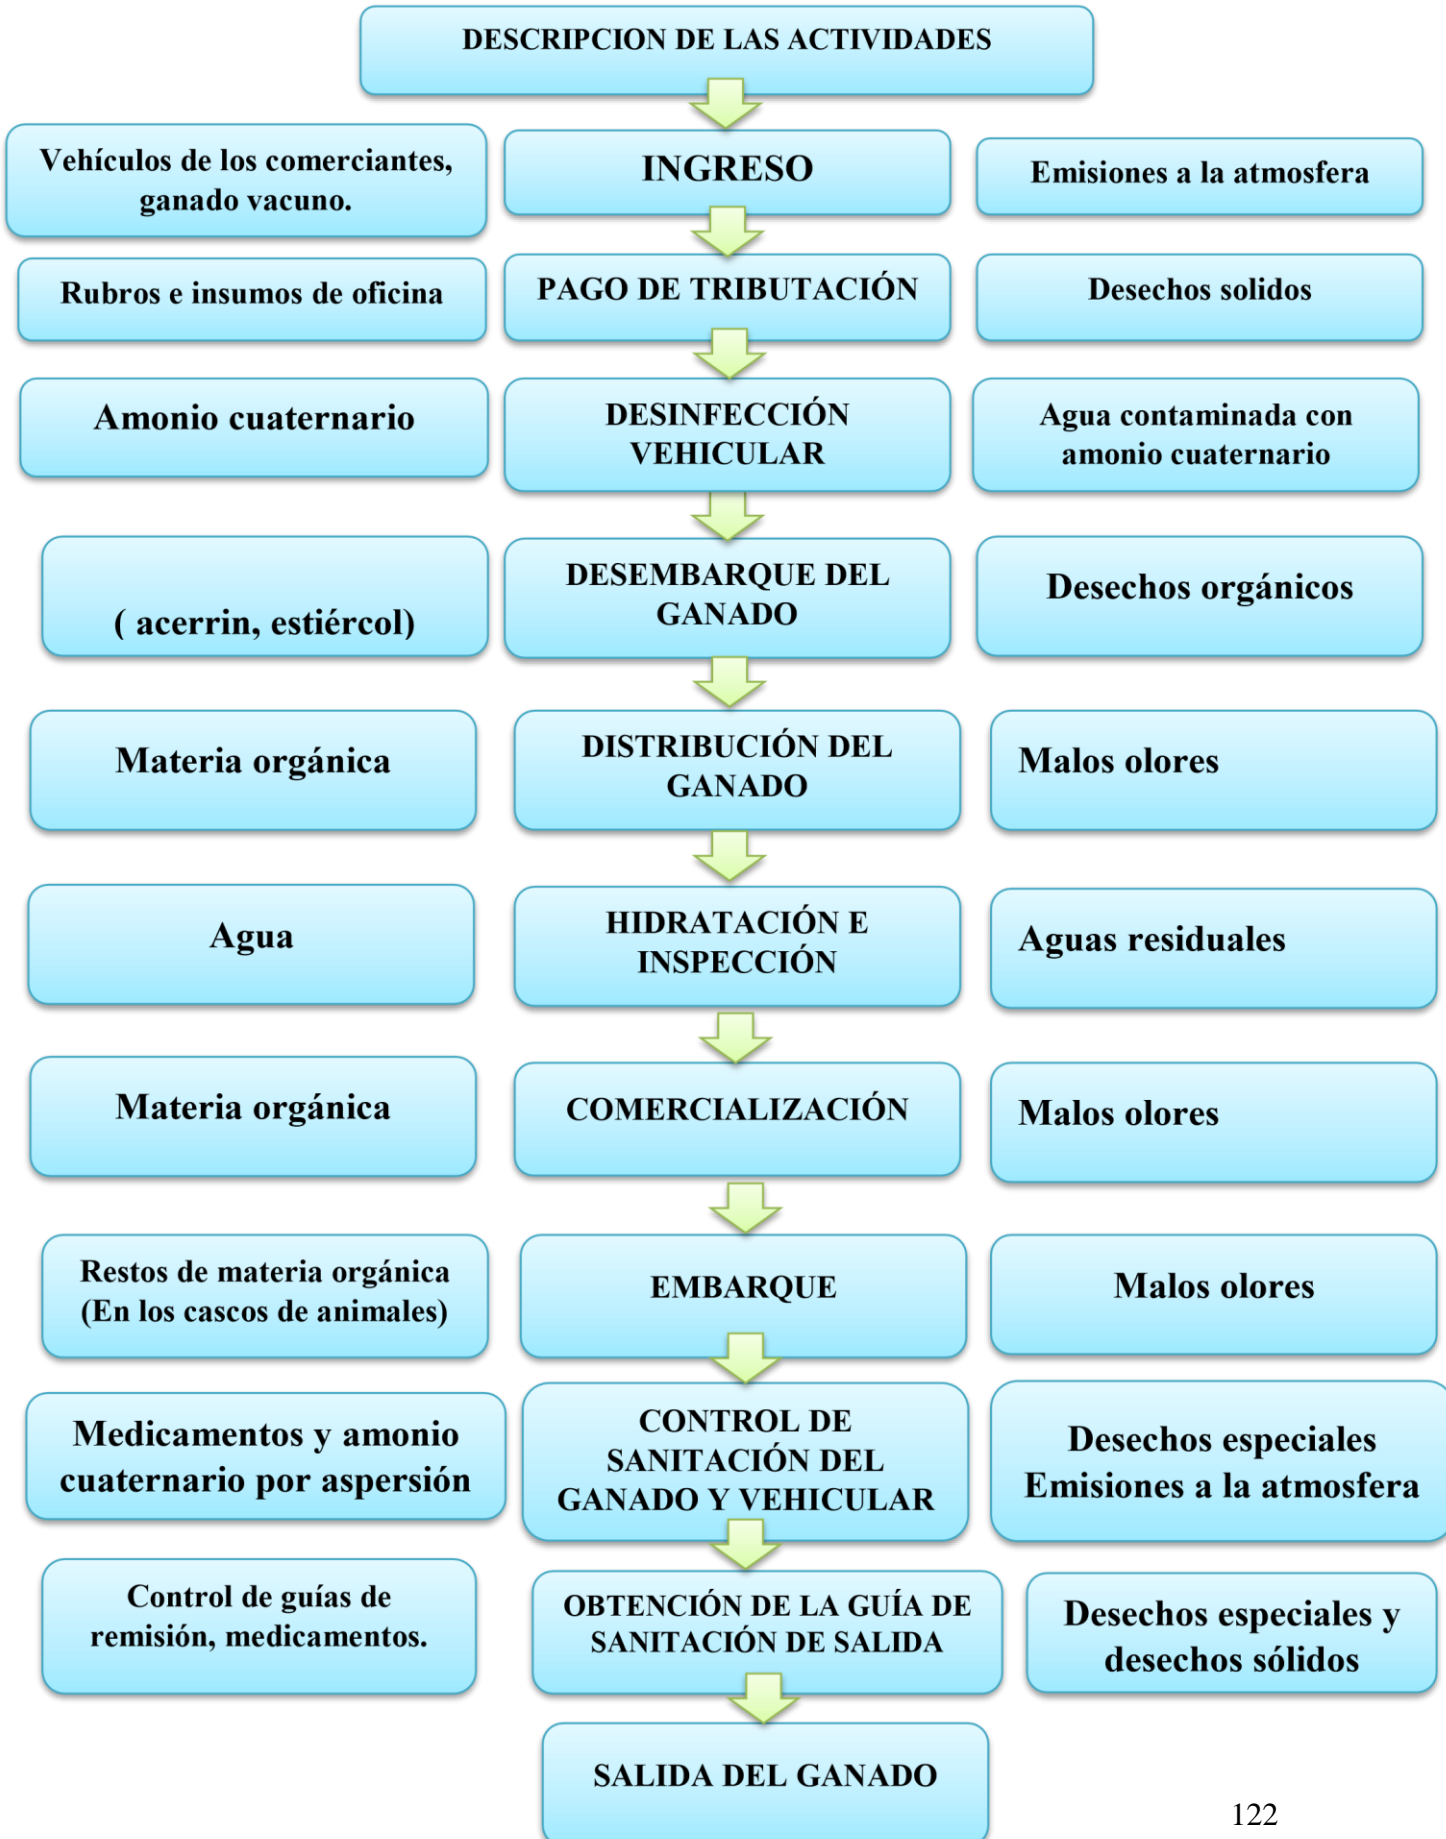 DESCRIPCION DE LAS ACTIVIDADES
Vehículos de los comerciantes,
ganado vacuno.
INGRESO
Emisiones a la atmosfera
Rubros e insumos de oficina
PAGO DE TRIBUTACIÓN
Desechos solidos
Amonio cuaternario
DESINFECCIÓN
VEHICULAR
Agua contaminada con
amonio cuaternario
( acerrin, estiércol)
DESEMBARQUE DEL
GANADO
Desechos orgánicos
Materia orgánica
DISTRIBUCIÓN DEL
GANADO
Malos olores
Agua
HIDRATACIÓN E
INSPECCIÓN
Aguas residuales
Materia orgánica
COMERCIALIZACIÓN
Malos olores
Restos de materia orgánica
(En los cascos de animales)
EMBARQUE
Malos olores
Medicamentos y amonio
cuaternario por aspersión
CONTROL DE
SANITACIÓN DEL
GANADO Y VEHICULAR
Desechos especiales
Emisiones a la atmosfera
Control de guías de
remisión, medicamentos.
OBTENCIÓN DE LA GUÍA DE
SANITACIÓN DE SALIDA
Desechos especiales y
desechos sólidos
SALIDA DEL GANADO
122